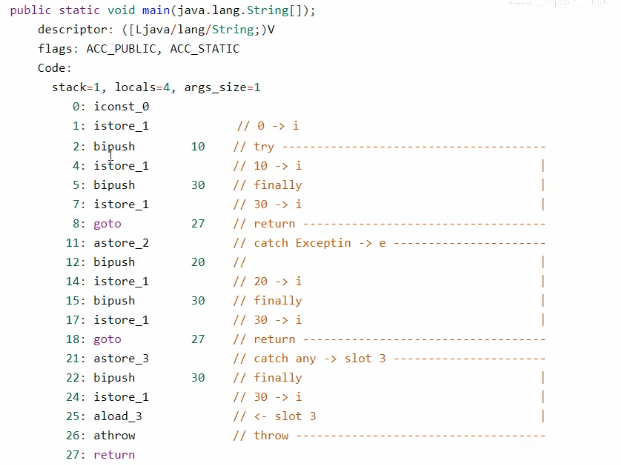 public static void main(java.lang.String[]);
descriptor: ([Ljava/lang/String;)V
flags: ACC_PUBLIC, ACC_STATIC
Code:
stack=1, locals=4, args_size=1
0: iconst_0
1: istore_1 // 0 -> i
2: bipush 10 // try -------------------------------------
4: istore_1 // 10 -> i |
5: bipush 30 // finally |
7: istore_1 // 30 -> i |
8: goto 27 // return ----------------------------------
11: astore_2 // catch Exceptin -> e ----------------------
12: bipush 20 // |
14: istore_1 // 20 -> i |
15: bipush 30 // finally |
17: istore_1 // 30 -> i |
18: goto 27 // return ----------------------------------
21: astore_3 // catch any -> slot 3 ----------------------
22: bipush 30 // finally |
24: istore_1 // 30 -> i |
25: aload_3 // <- slot 3 |
26: athrow // throw ------------------------------------
27: return